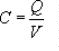 C = Q/V